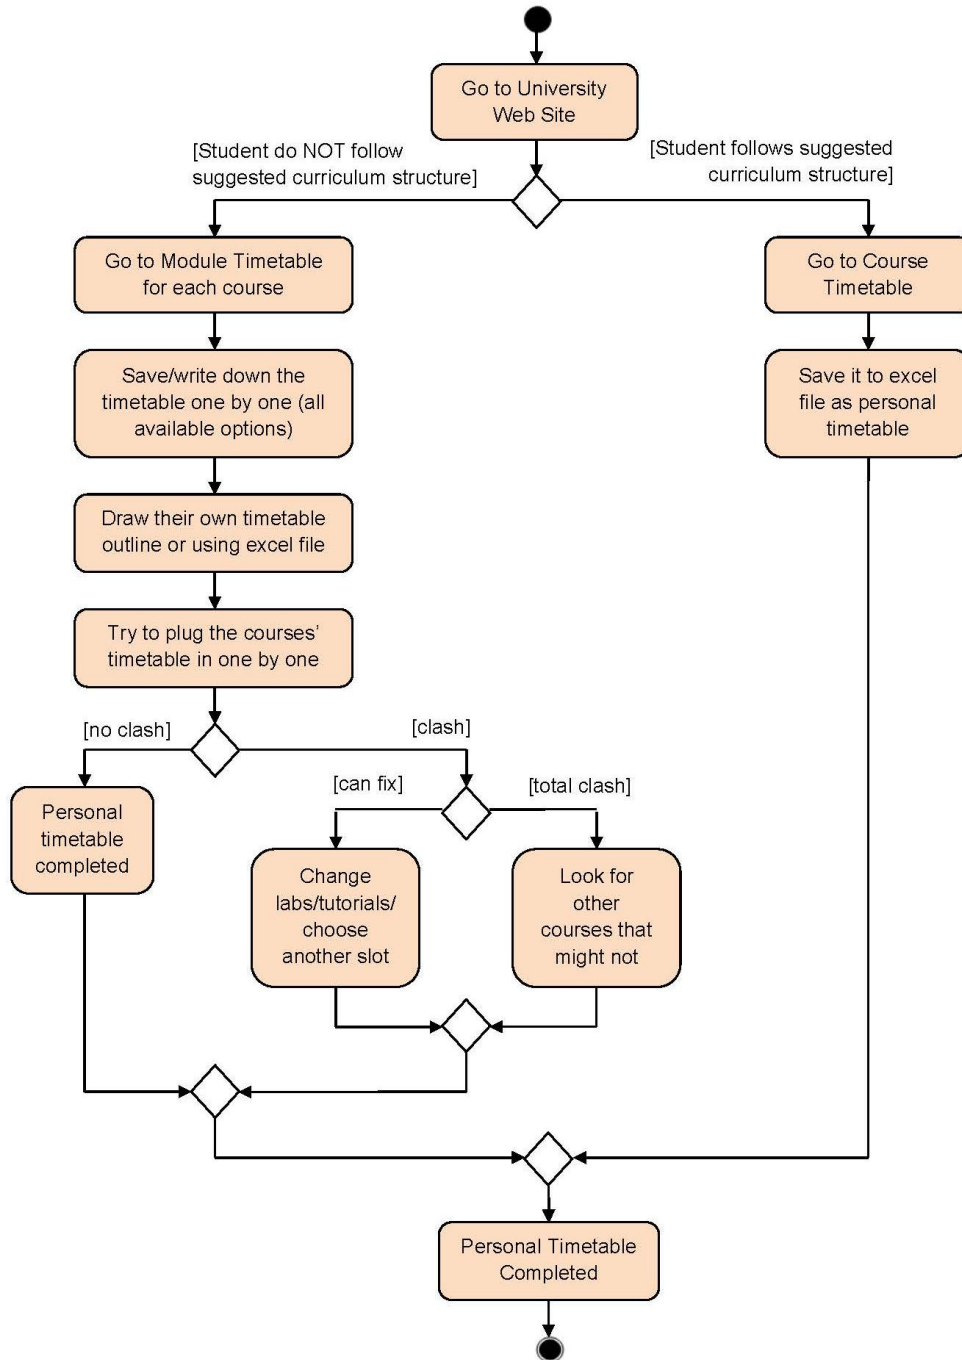 Go to University
Web Site
[Student do NOT follow
suggested curriculum structure]
[Student follows suggested
curriculum structure]
Go to Module Timetable
for each course
Go to Course
Timetable
Save/write down the
timetable one by one (all
available options)
Save it to excel
file as personal
timetable
Draw their own timetable
outline or using excel file
Try to plug the courses’
timetable in one by one
[no clash]
[clash]
[can fix]
[total clash]
Personal
timetable
completed
Change
labs/tutorials/
choose
another slot
Look for
other
courses that
might not
Personal Timetable
Completed